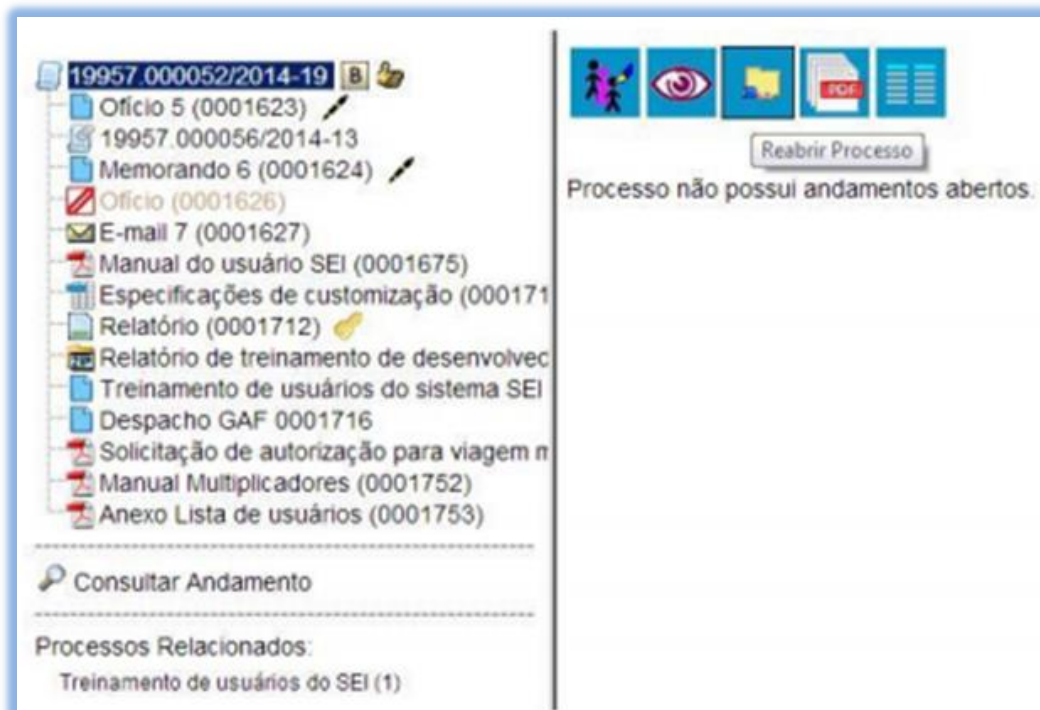 19957.000052/2014-19 B
Ofício 5 (0001623)
19957.000056/2014-13
Memorando 6 (0001624)
Ofício (0001626)
E-mail 7 (0001627)
Manual do usuário SEI (0001675)
Especificações de customização (000171
Relatório (0001712)
Relatório de treinamento de desenvolvec
Treinamento de usuários do sistema SEI
Despacho GAF 0001716
Solicitação de autorização para viagem m
Manual Multiplicadores (0001752)
Anexo Lista de usuários (0001753)
Consultar Andamento
Processos Relacionados:
Treinamento de usuários do SEI (1)
PDF
Reabrir Processo
Processo não possui andamentos abertos.